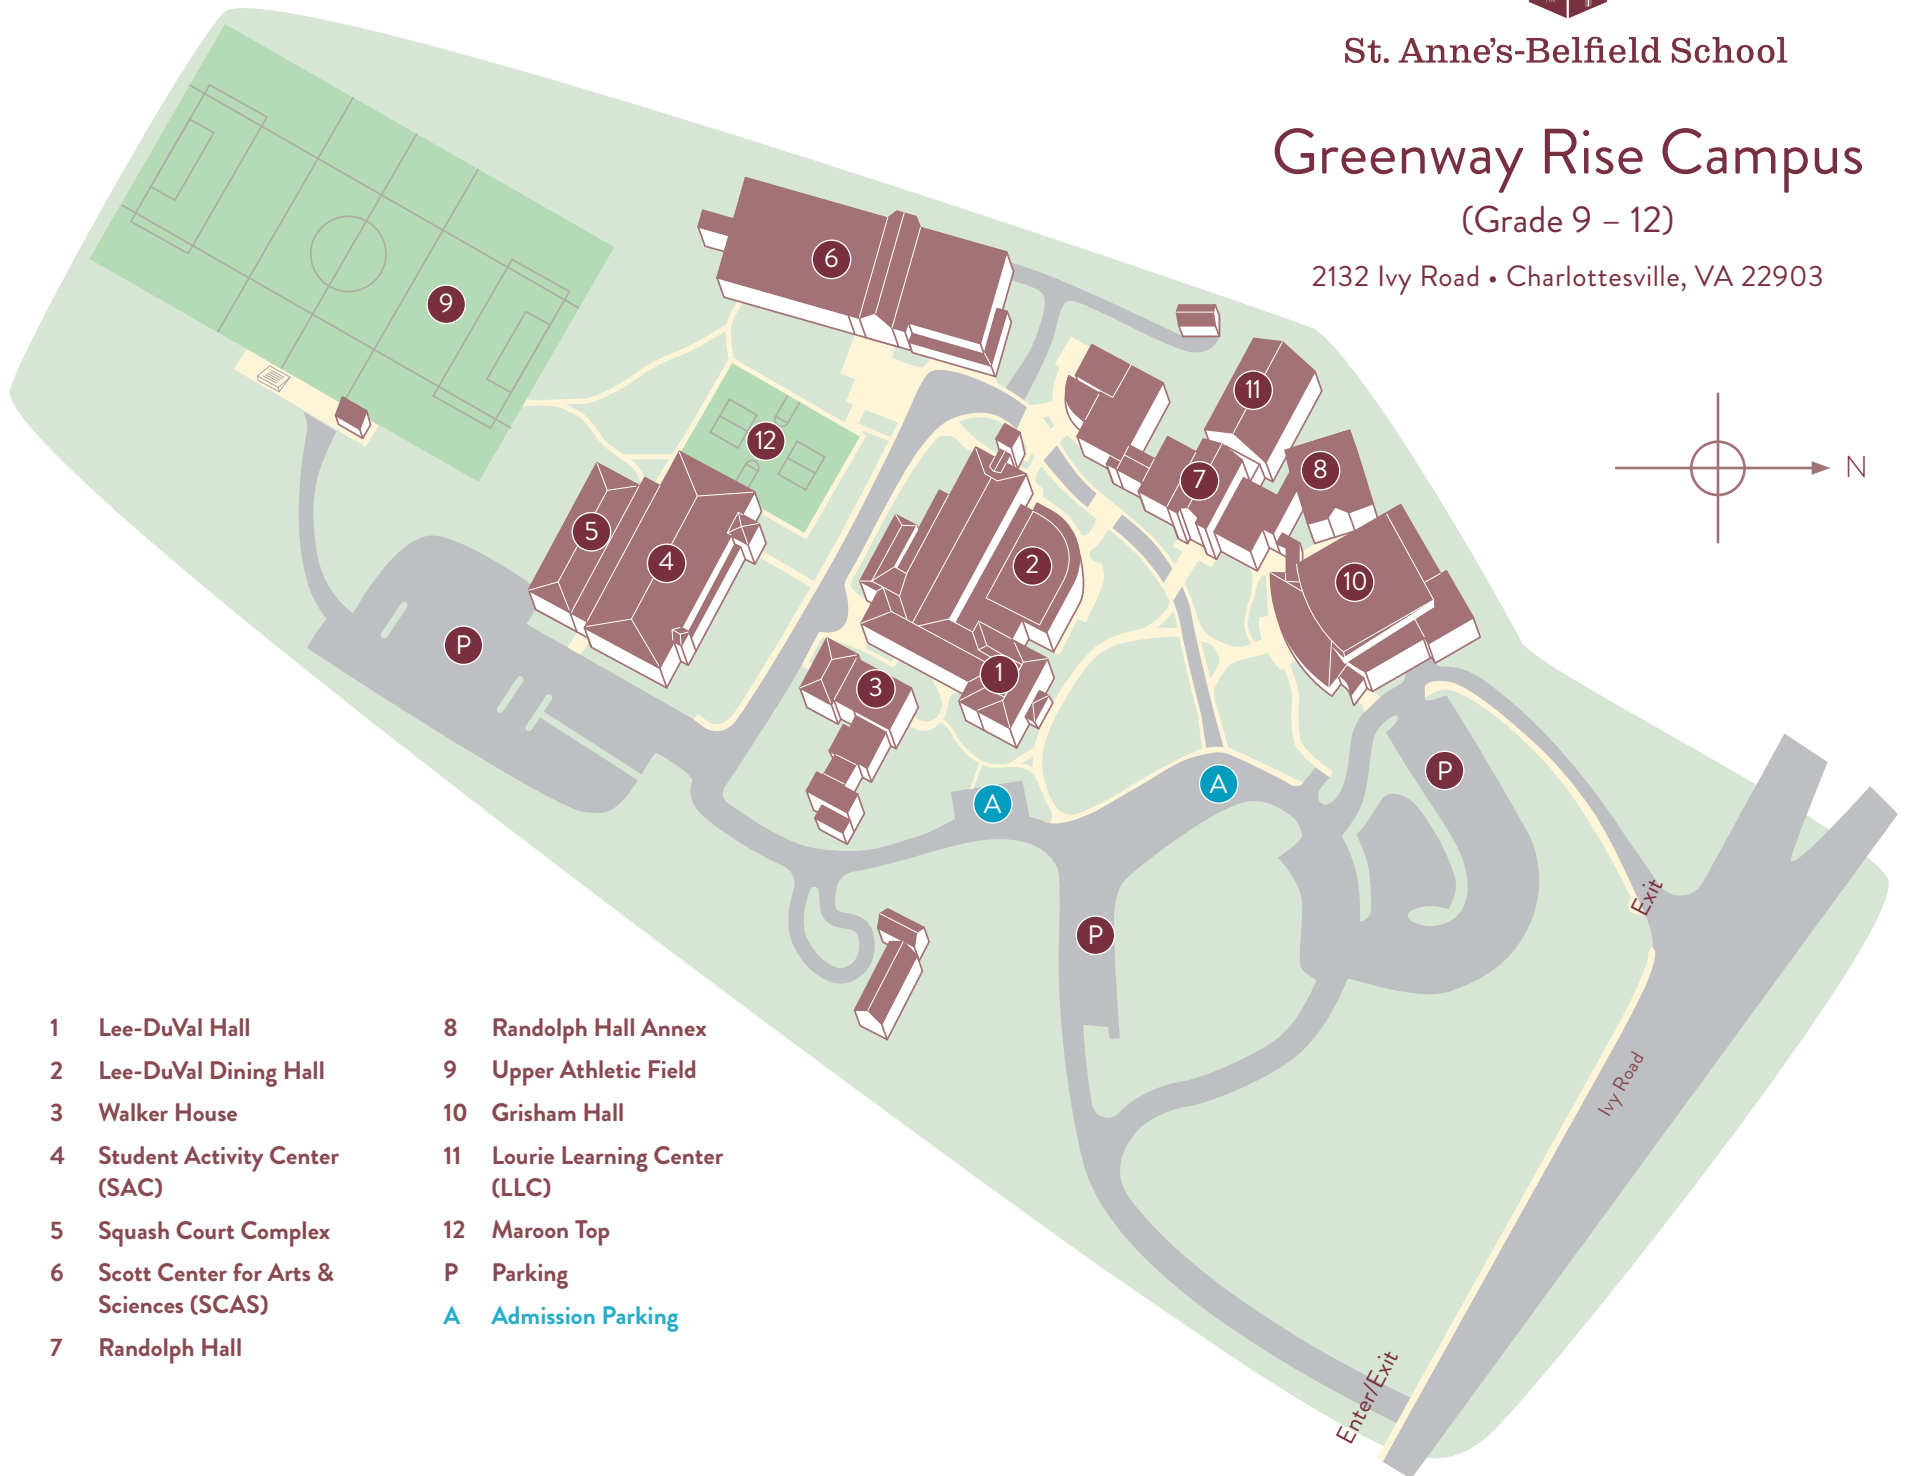 St. Anne's-Belfield School
Greenway Rise Campus
(Grade 9 – 12)
2132 Ivy Road • Charlottesville, VA 22903
N
6
9
11
12
8
7
5
4
2
10
P
3
1
P
A
A
Exit
P
Ivy Road
Enter/Exit
1 Lee-DuVal Hall
2 Lee-DuVal Dining Hall
3 Walker House
4 Student Activity Center
(SAC)
5 Squash Court Complex
6 Scott Center for Arts &
Sciences (SCAS)
7 Randolph Hall
8 Randolph Hall Annex
9 Upper Athletic Field
10 Grisham Hall
11 Lourie Learning Center
(LLC)
12 Maroon Top
P Parking
A Admission Parking